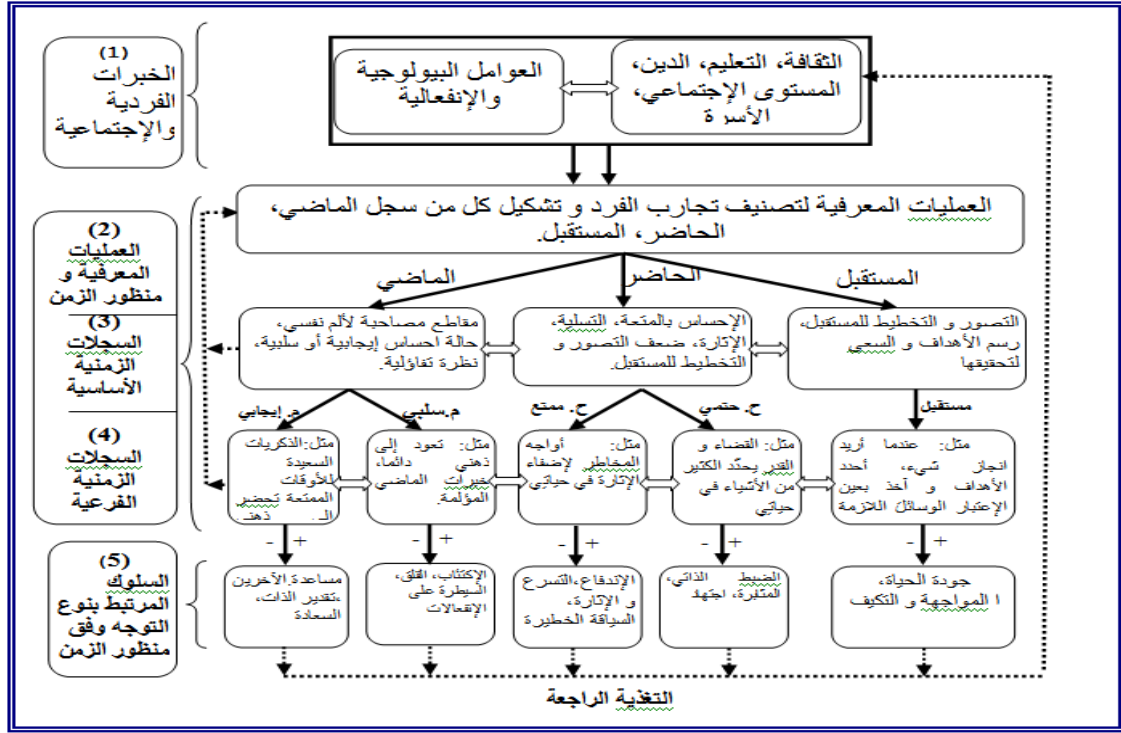 (1)
الخبرات
الفردية
والإجتماعية
الثقافة، التعليم، الدين،
المستوى الإجتماعي،
الأسرة
العوامل البيولوجية
والإنفعالية
(2)
العمليات
المعرفية و
منظور الزمن
العمليات المعرفية لتصنيف تجارب الفرد و تشكيل كل من سجل الماضي،
الحاضر، المستقبل.
المستقبل
الحاضر
الماضي
(3)
السجلات
الزمنية
الأساسية
التصور و التخطيط للمستقبل،
رسم الأهداف و السعي
لتحقيقها
الإحساس بالمتعة، التسلية،
الإثارة، ضعف التصور و
التخطيط للمستقبل.
مقاطع مصاحبة لألم نفسي،
حالة احساس إيجابية أو سلبية،
نظرة تفاؤلية.
مستقبل
ح. حتمي
ح. ممتع
م.سلبي
م. إيجابي
(4)
السجلات
الزمنية
الفرعية
مثل: عندما أريد
انجاز شيء، أحدد
الأهداف و آخذ بعين
الإعتبار الوسائل اللازمة
مثل: القضاء و
القدر يحدّد الكثير
من الأشياء في
حياتي
مثل: أواجه
المخاطر لإضفاء
الإثارة في حياتي
مثل: تعود إلى
ذهني دائما،
خبرات الماضي
المؤلمة.
مثل:الذكريات
السعيدة
للأوقات
الممتعة تحضر
إلى ذهني
- +
- +
- +
- +
- +
(5)
السلوك
المرتبط بنوع
التوجه وفق
منظور الزمن
جودة الحياة،
ا المواجهة و التكيف
الضبط الذاتي،
المثابرة، اجتهاد
الإندفاع،التسرع
و الإثارة،
السياقة الخطيرة
الإكتئاب، القلق،
السيطرة على
الإنفعالات
مساعدة.الآخرين
،تقدير الذات،
السعادة
التغذية الراجعة